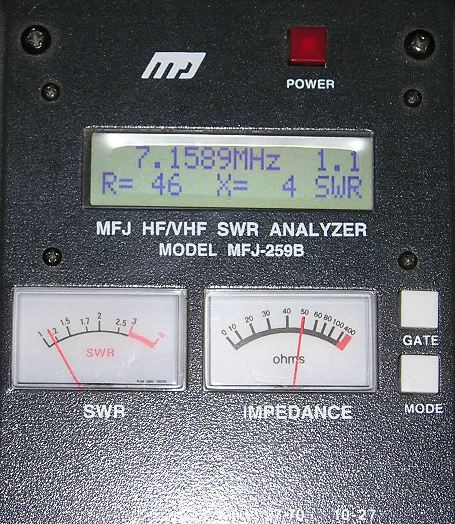 MFJ
POWER
7.1589MHz 1.1
R= 46 X= 4 SWR
MFJ HF/VHF SWR ANALYZER
MODEL MFJ-259B
1 1.5 1.7 2 2.5 3 8
SWR
0 10 20 30 40 50 60 80 100 400
ohms
GATE
MODE
SWR
IMPEDANCE